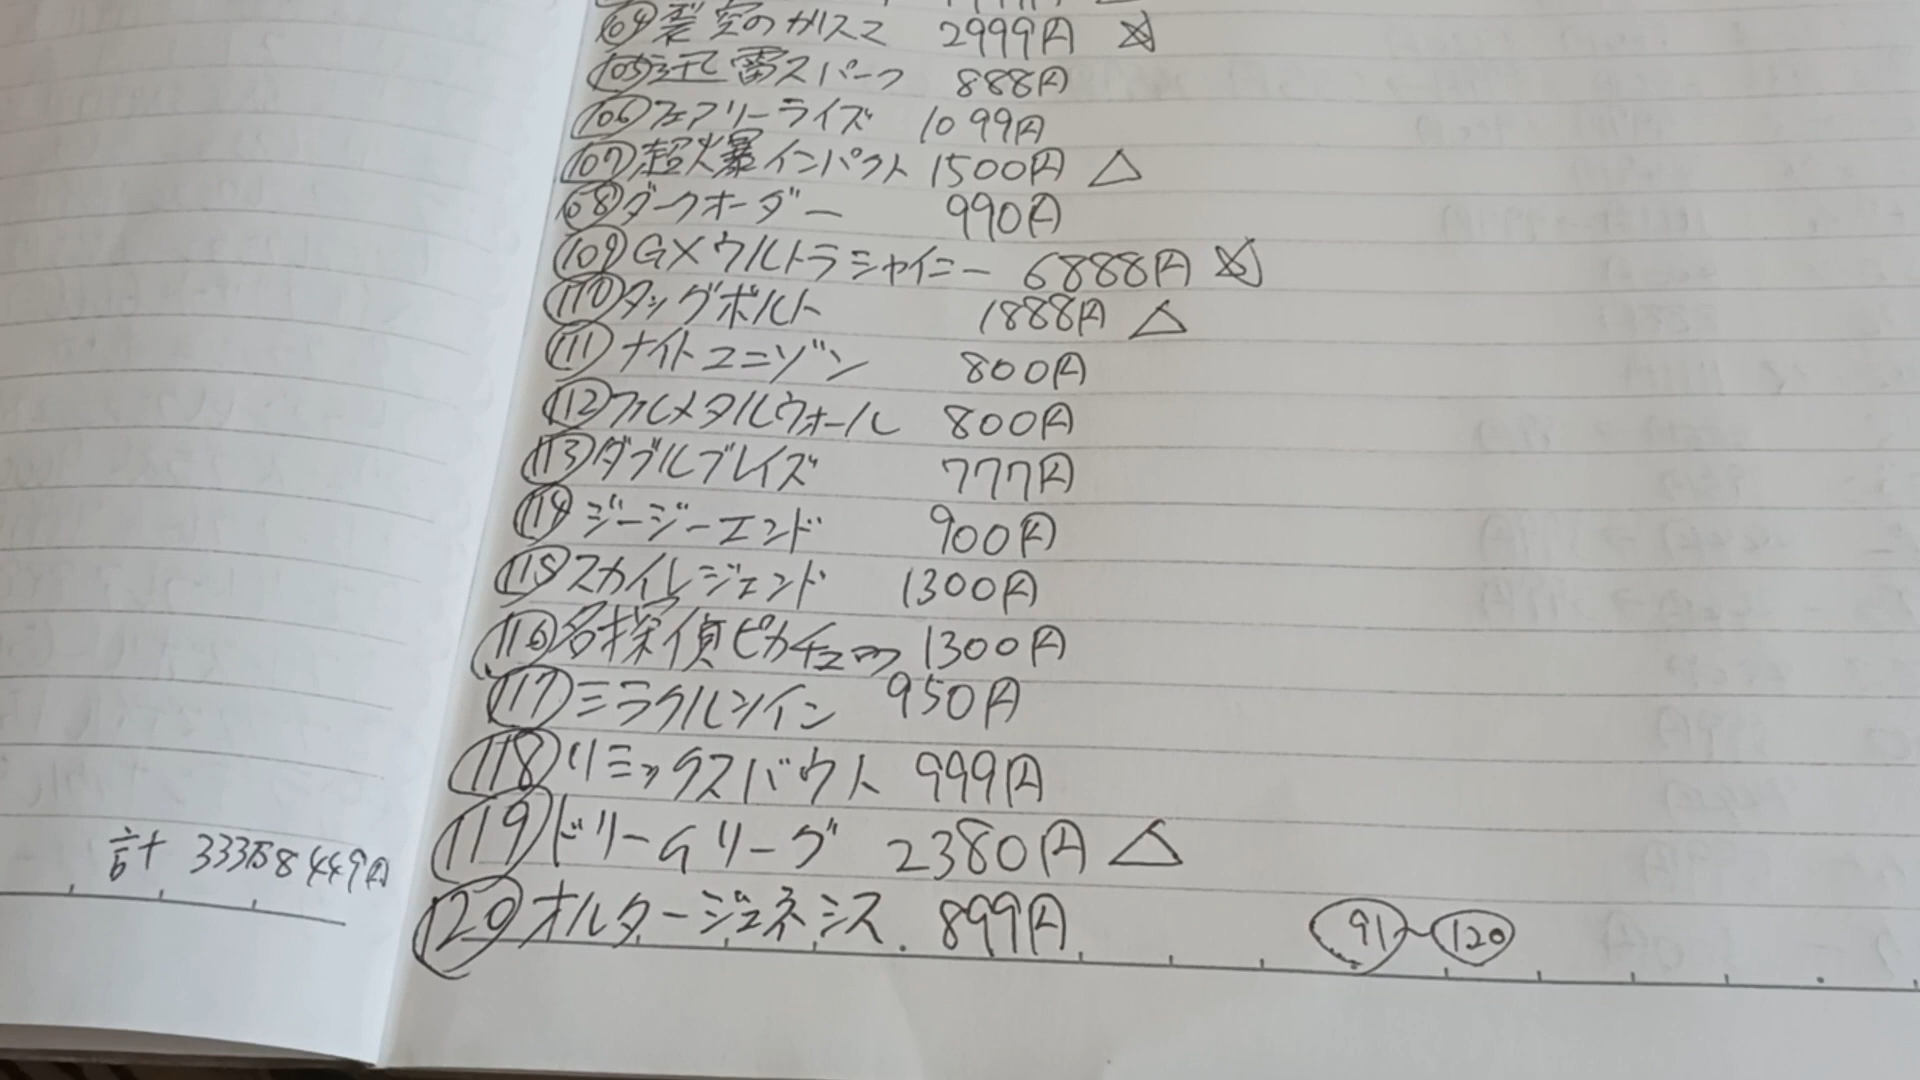 104 裂空のカリスマ 2999円 ☆
105 迅雷スパーク 888円
106 フェアリーライズ 1099円
107 超爆インパクト 1500円 △
108 ダークオーダー 990円
109 GXウルトラシャイニー 6888円 ☆
110 タッグボルト 1888円 △
111 ナイトユニゾン 800円
112 フルメタルウォール 800円
113 ダブルブレイズ 777円
114 ジージーエンド 900円
115 スカイレジェンド 1300円
116 名探偵ピカチュウ 1300円
117 ミラクルツイン 950円
118 リミックスバウト 999円
119 ドリームリーグ 2380円 △
計 333万8449円
120 オルタージェネシス 899円 91~120